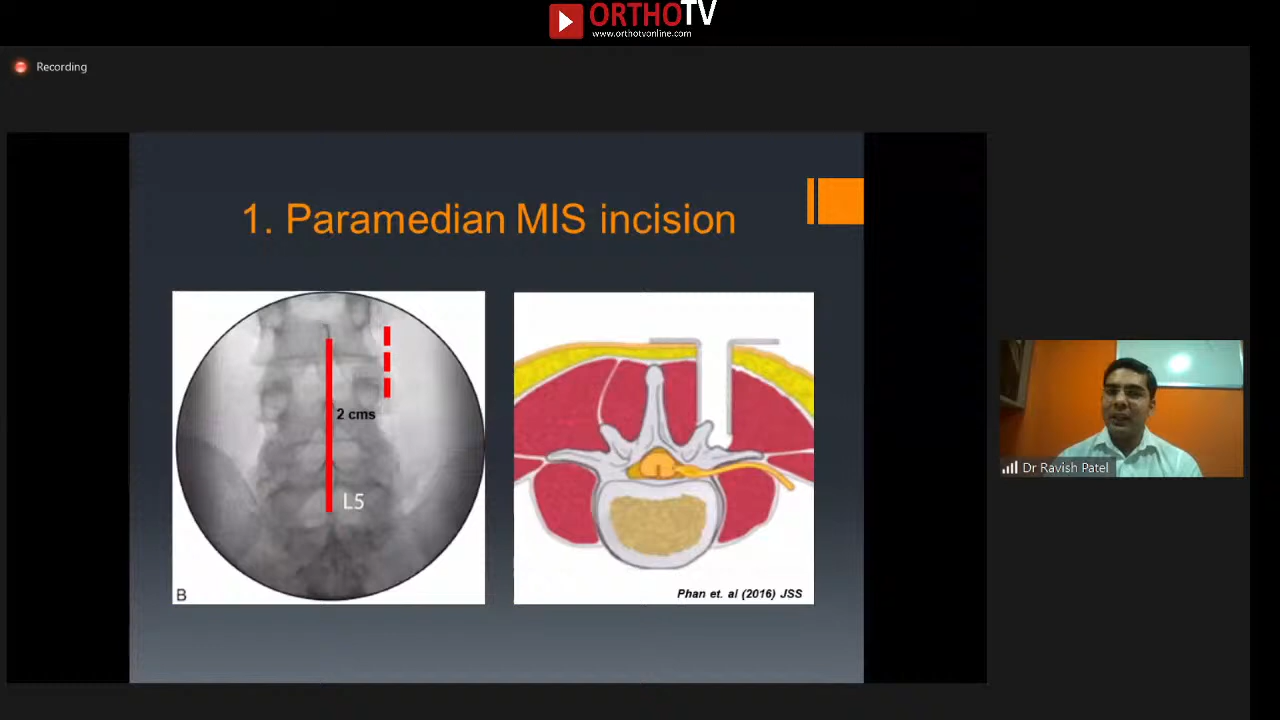 ORTHOTV
www.orthotvonline.com
Recording
1. Paramedian MIS incision
2 cms
L5
B
Phan et. al (2016) JSS
Dr Ravish Patel